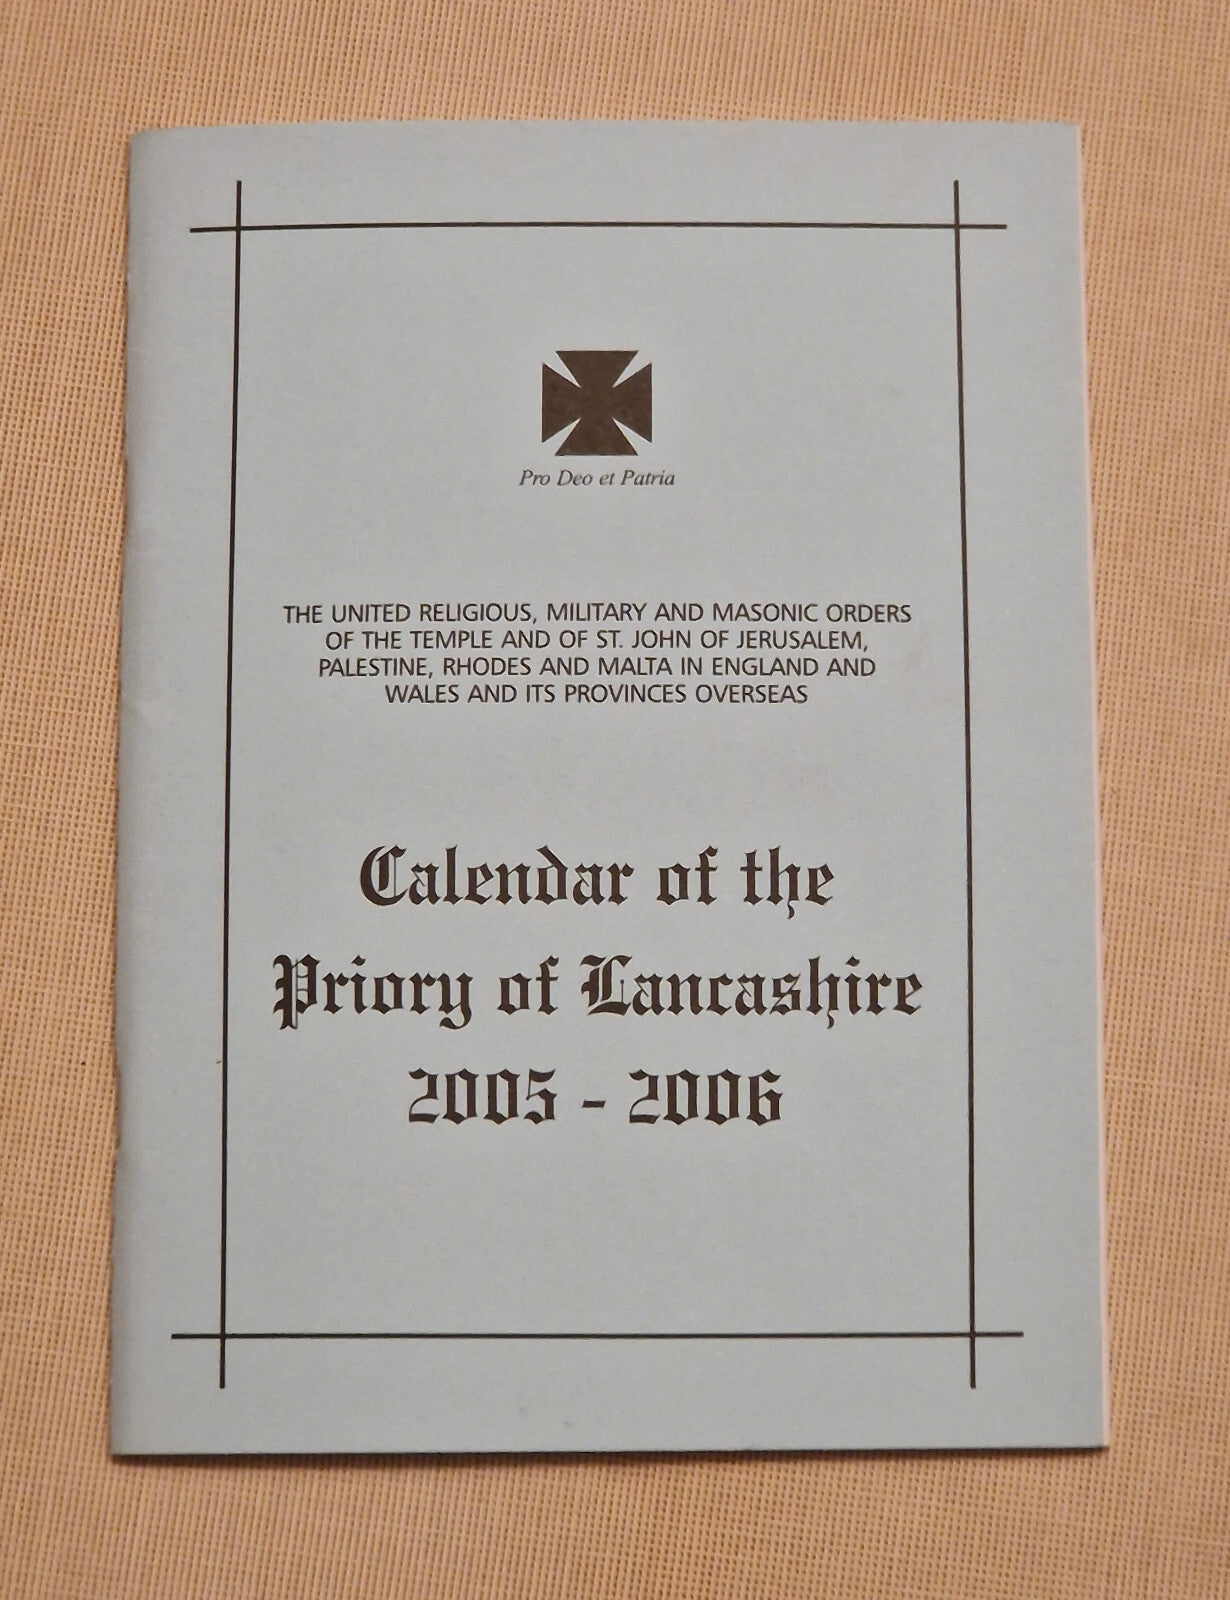 Pro Deo et Patria
THE UNITED RELIGIOUS, MILITARY AND MASONIC ORDERS
OF THE TEMPLE AND OF ST. JOHN OF JERUSALEM,
PALESTINE, RHODES AND MALTA IN ENGLAND AND
WALES AND ITS PROVINCES OVERSEAS
Calendar of the
Priory of Lancashire
2005 - 2006